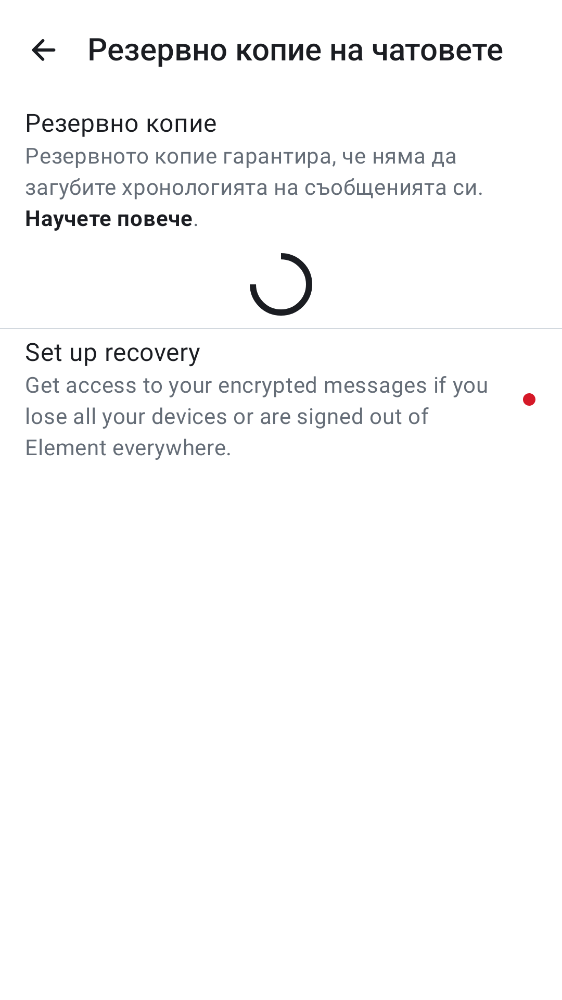 Резервно копие на чатовете
Резервно копие
Резервното копие гарантира, че няма да
загубите хронологията на съобщенията си.
Научете повече.
Set up recovery
Get access to your encrypted messages if you
lose all your devices or are signed out of
Element everywhere.